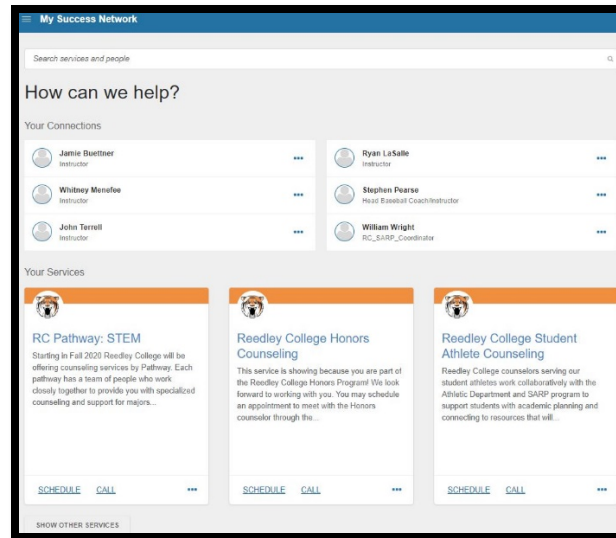 My Success Network
Search services and people
How can we help?
Your Connections
Jamie Buettner
Instructor
Ryan LaSalle
Instructor
Whitney Menefee
Instructor
Stephen Pearse
Head Baseball Coach/Instructor
John Terrell
Instructor
William Wright
RC_SARP_Coordinator
Your Services
RC Pathway: STEM
Starting in Fall 2020 Reedley College will be
offering counseling services by Pathway. Each
pathway has a team of people who work
closely together to provide you with specialized
counseling and support for majors...
SCHEDULE CALL
Reedley College Honors
Counseling
This service is showing because you are part of
the Reedley College Honors Program! We look
forward to working with you. You may schedule
an appointment to meet with the Honors
counselor through the...
SCHEDULE CALL
Reedley College Student
Athlete Counseling
Reedley College counselors serving our
student athletes work collaboratively with the
Athletic Department and SARP program to
support students with academic planning and
connecting to resources that will...
SCHEDULE CALL
SHOW OTHER SERVICES